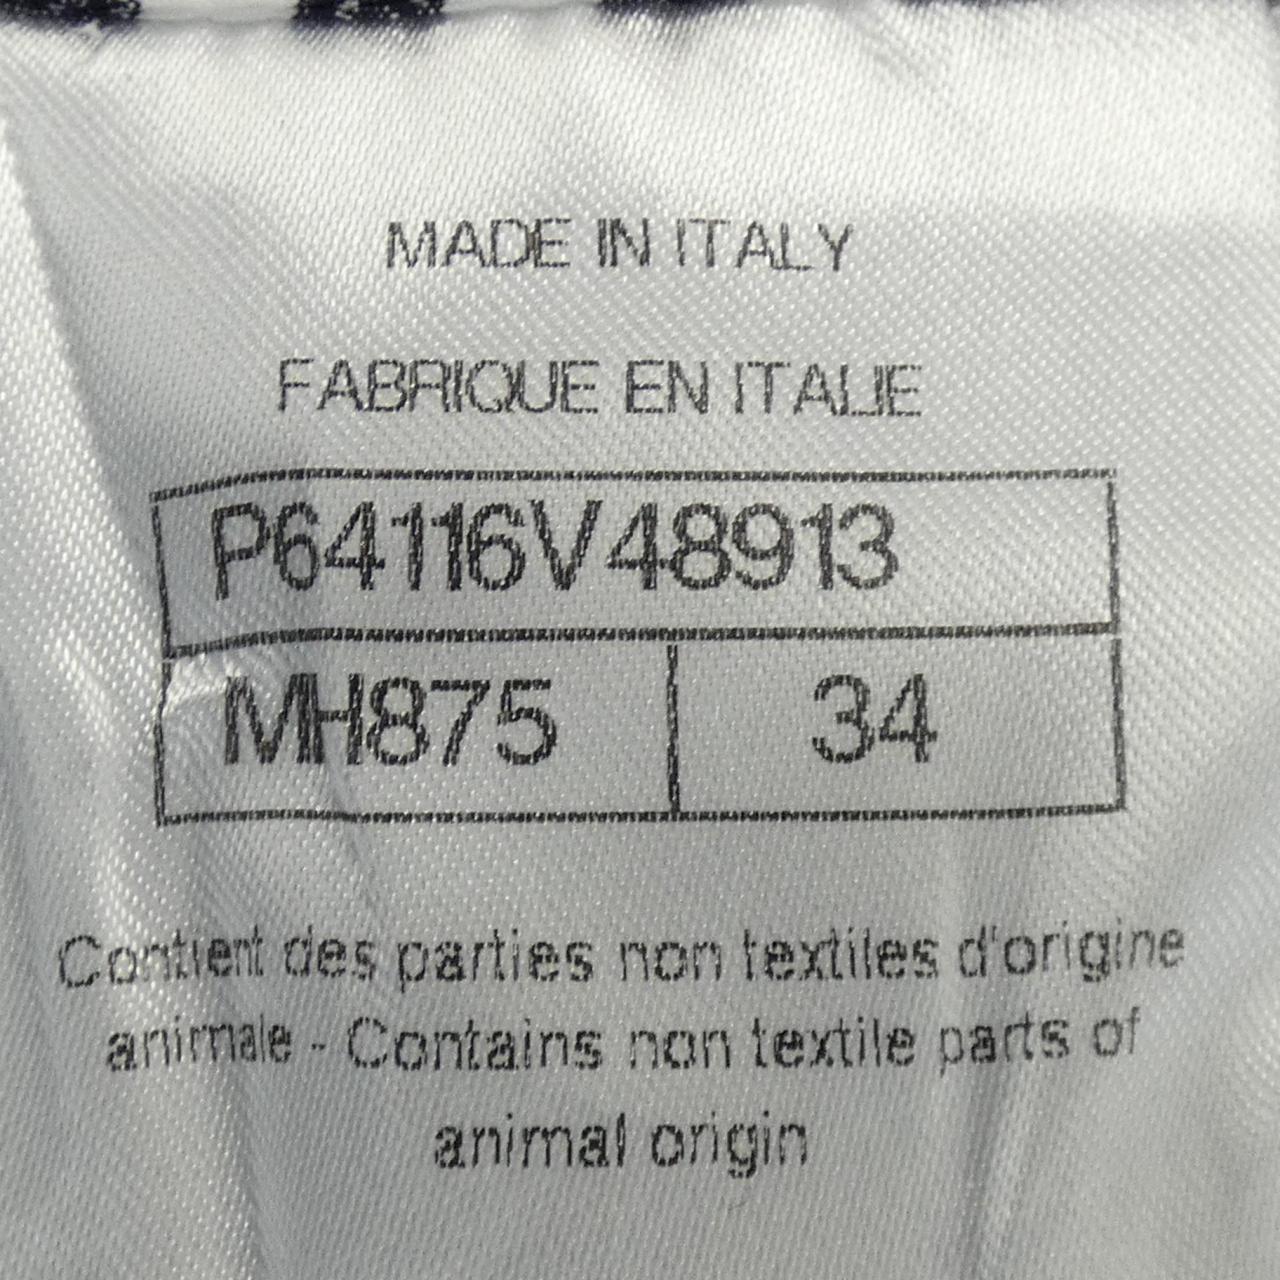 MADE IN ITALY
FABRIQUE EN ITALIE
P64116V48913
MH875 34
Contient des parties non textiles d'origine
animale - Contains non textile parts of
animal origin